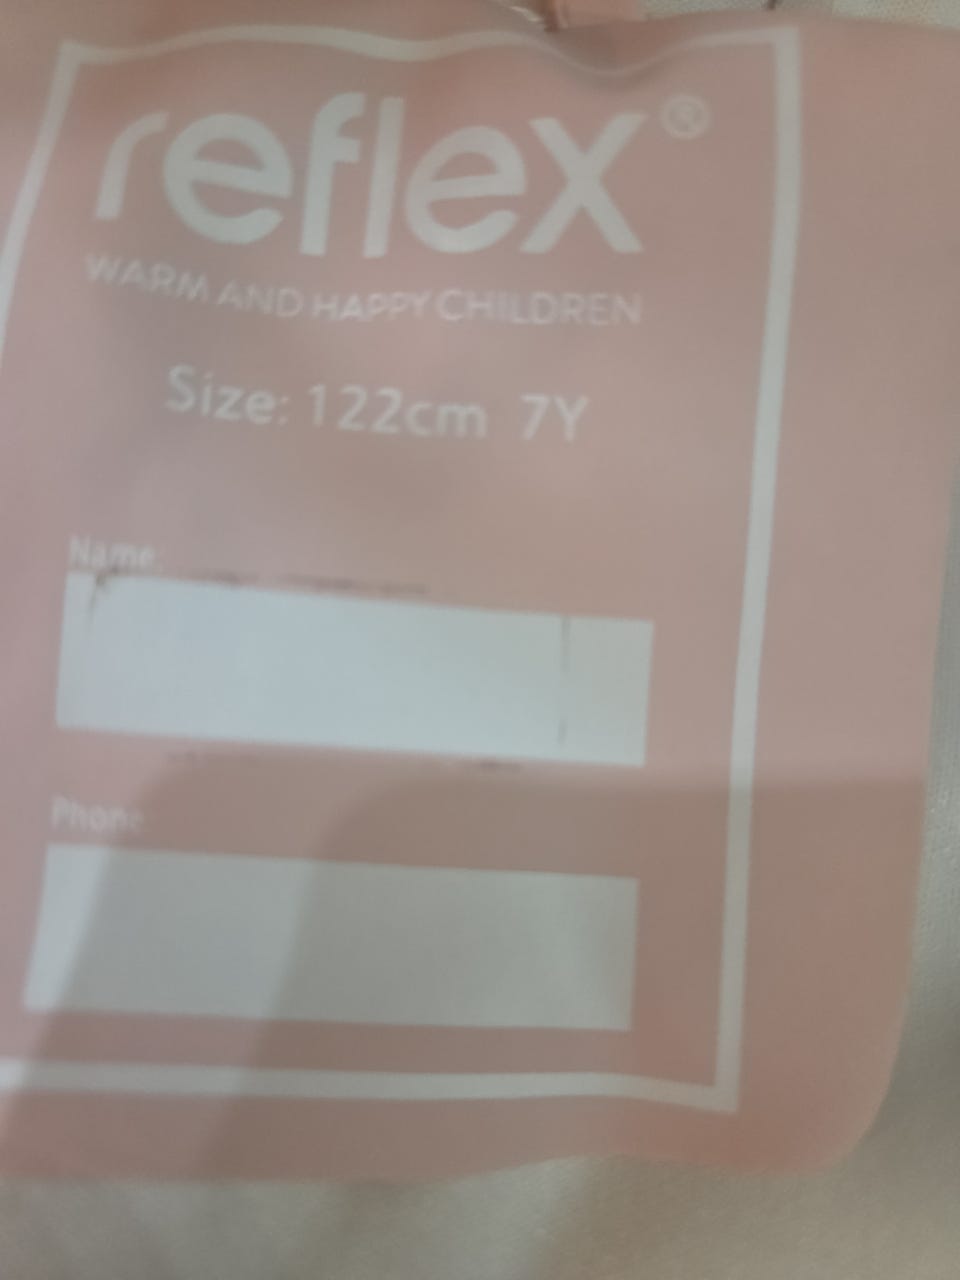 reflex®
WARM AND HAPPY CHILDREN
Size: 122cm 7Y
Name:
Phone